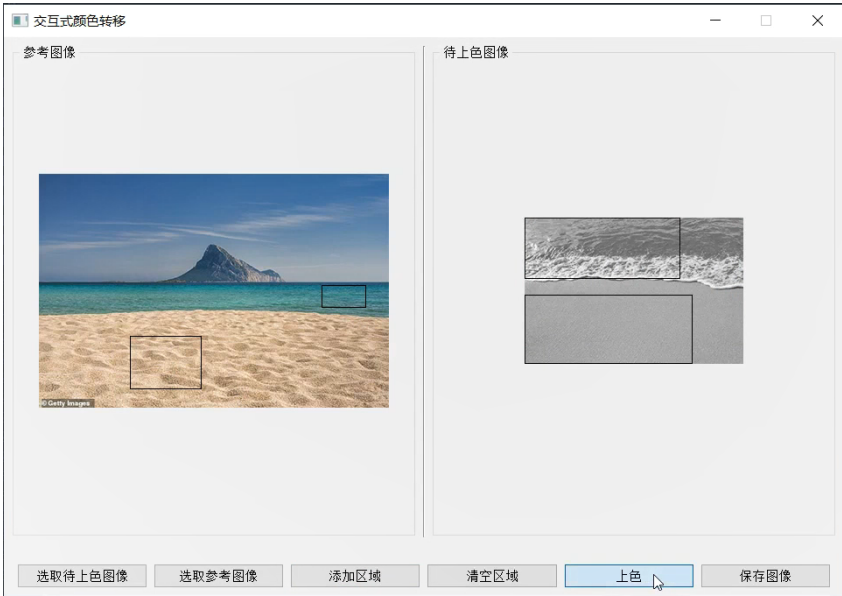 交互式颜色转移
参考图像
待上色图像
© Getty Images
选取待上色图像
选取参考图像
添加区域
清空区域
上色
保存图像